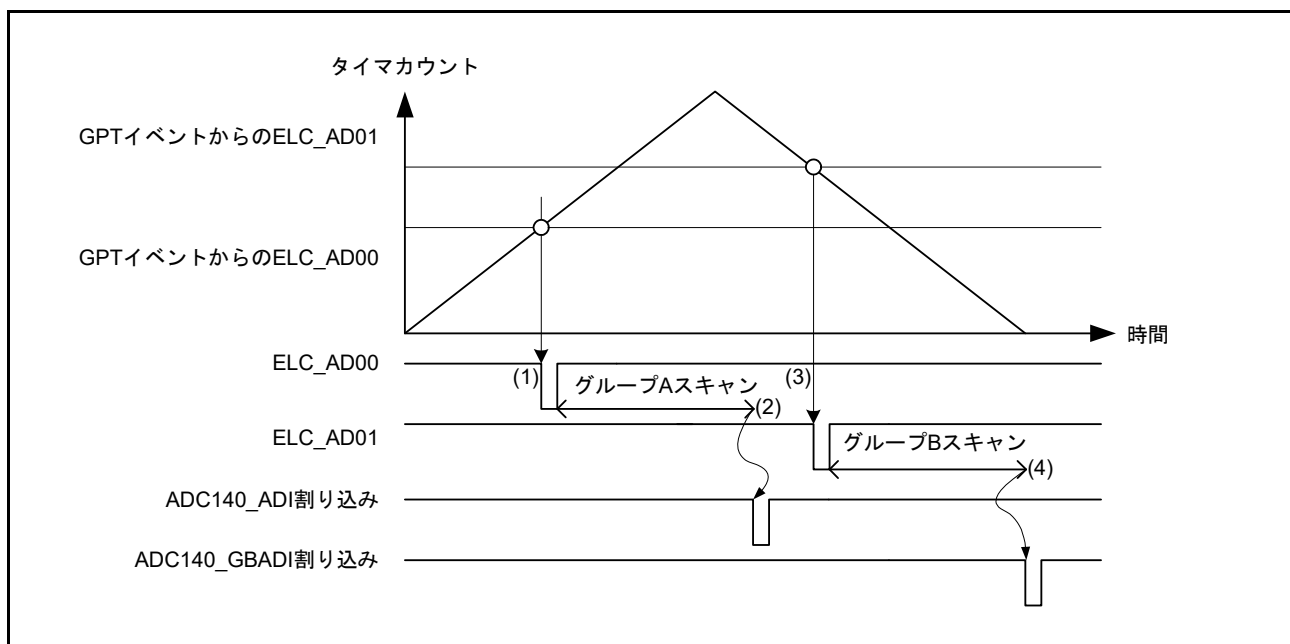 タイマカウント
GPTイベントからのELC_AD01
GPTイベントからのELC_AD00
時間
ELC_AD00
(1)
グループAスキャン
(2)
(3)
ELC_AD01
グループBスキャン
(4)
ADC140_ADI割り込み
ADC140_GBADI割り込み